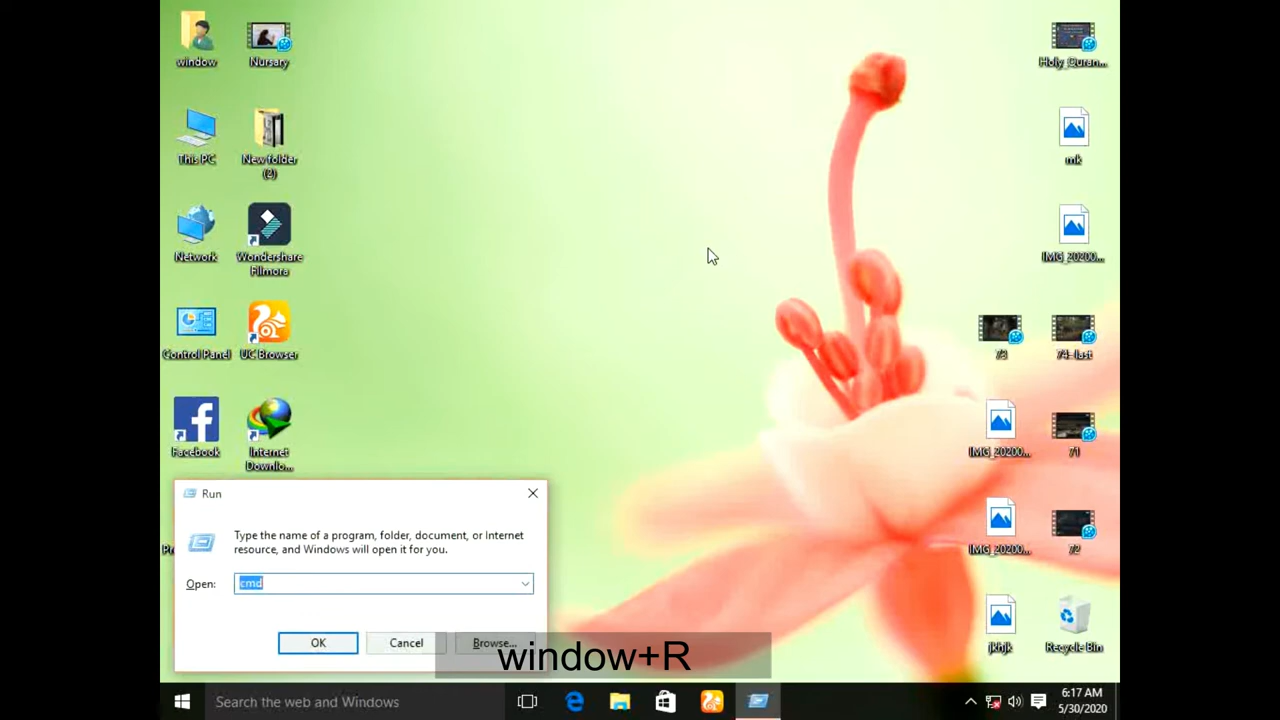 window
Nursary
Holy_Quran...
This PC
New folder
(2)
mk
Network
Wondershare
Filmora
IMG_20200...
Control Panel
UC Browser
73
74-last
Facebook
Internet
Downlo...
IMG_20200...
71
Run
Type the name of a program, folder, document, or Internet
resource, and Windows will open it for you.
Open:
cmd
IMG_20200...
72
OK
Cancel
Browse...
window+R
jkhjk
Recycle Bin
Search the web and Windows
6:17 AM
5/30/2020